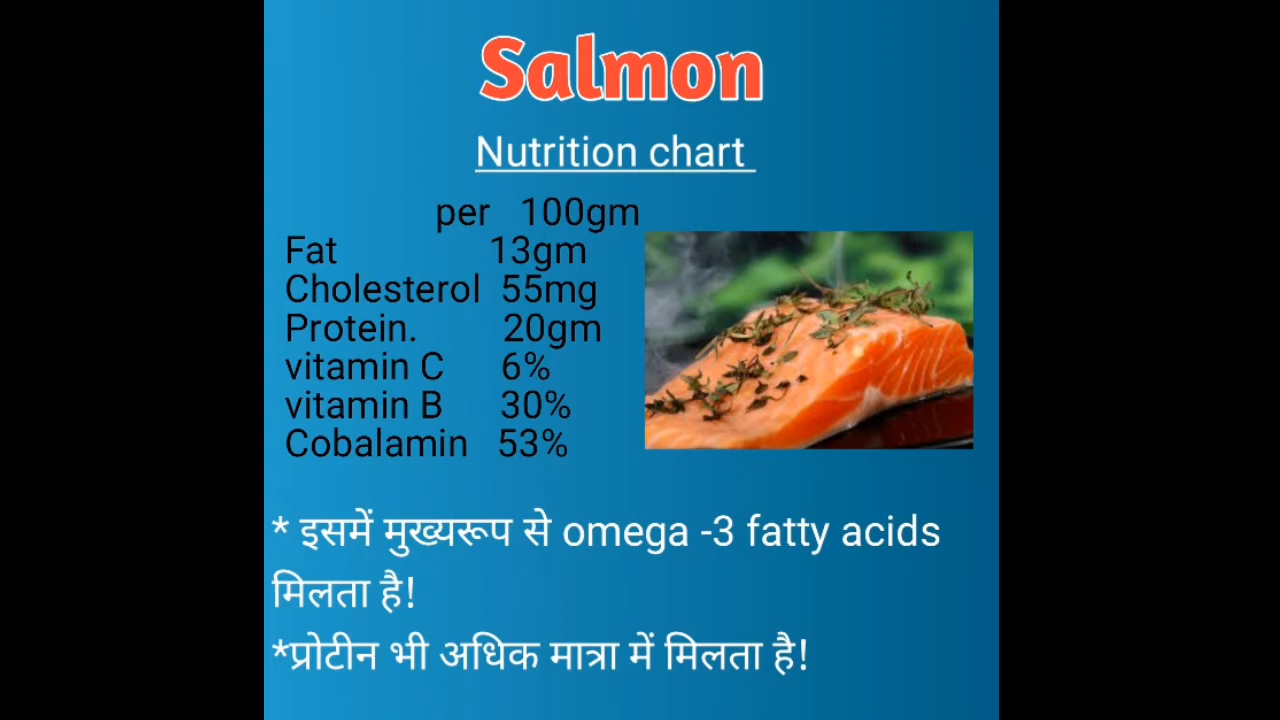 Salmon
Nutrition chart
per 100gm
Fat 13gm
Cholesterol 55mg
Protein. 20gm
vitamin C 6%
vitamin B 30%
Cobalamin 53%
* इसमें मुख्यरूप से omega -3 fatty acids
मिलता है!
*प्रोटीन भी अधिक मात्रा में मिलता है!